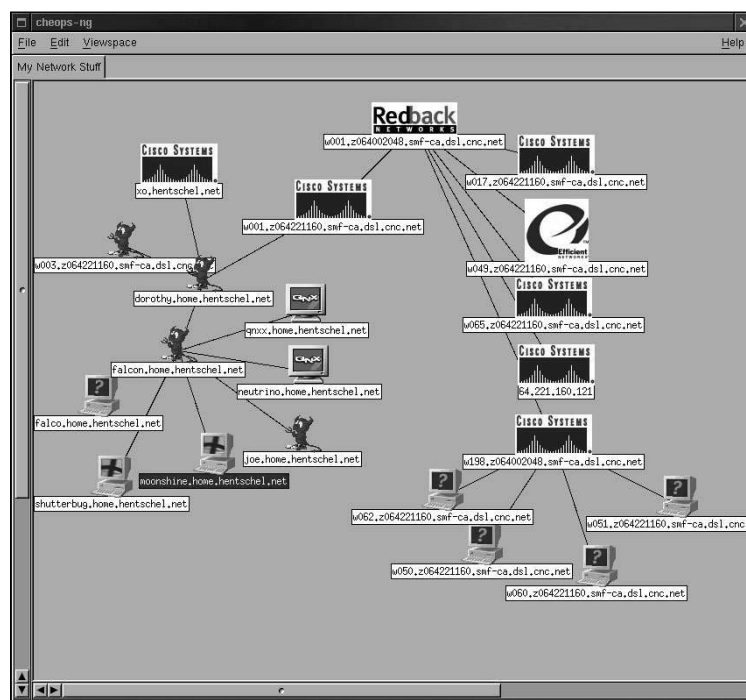 cheops-ng
File Edit Viewspace Help
My Network Stuff
Redback
NETWORKS
w001.z064002048.smf-ca.dsl.cnc.net
CISCO SYSTEMS
xo.hentschel.net
CISCO SYSTEMS
w017.z064221160.smf-ca.dsl.cnc.net
CISCO SYSTEMS
w001.z064221160.smf-ca.dsl.cnc.net
Efficient
NETWORKS
w049.z064221160.smf-ca.dsl.cnc.net
w003.z064221160.smf-ca.dsl.cnc
dorothy.home.hentschel.net
QNX
qnxx.home.hentschel.net
CISCO SYSTEMS
w065.z064221160.smf-ca.dsl.cnc.net
falcon.home.hentschel.net
QNX
neutrino.home.hentschel.net
CISCO SYSTEMS
64.221.160.121
?
falco.home.hentschel.net
joe.home.hentschel.net
CISCO SYSTEMS
w198.z064002048.smf-ca.dsl.cnc.net
moonshine.home.hentschel.net
shutterbug.home.hentschel.net
?
w062.z064221160.smf-ca.dsl.cnc.net
?
w051.z064221160.smf-ca.dsl.cnc
?
w050.z064221160.smf-ca.dsl.cnc.net
?
w060.z064221160.smf-ca.dsl.cnc.net